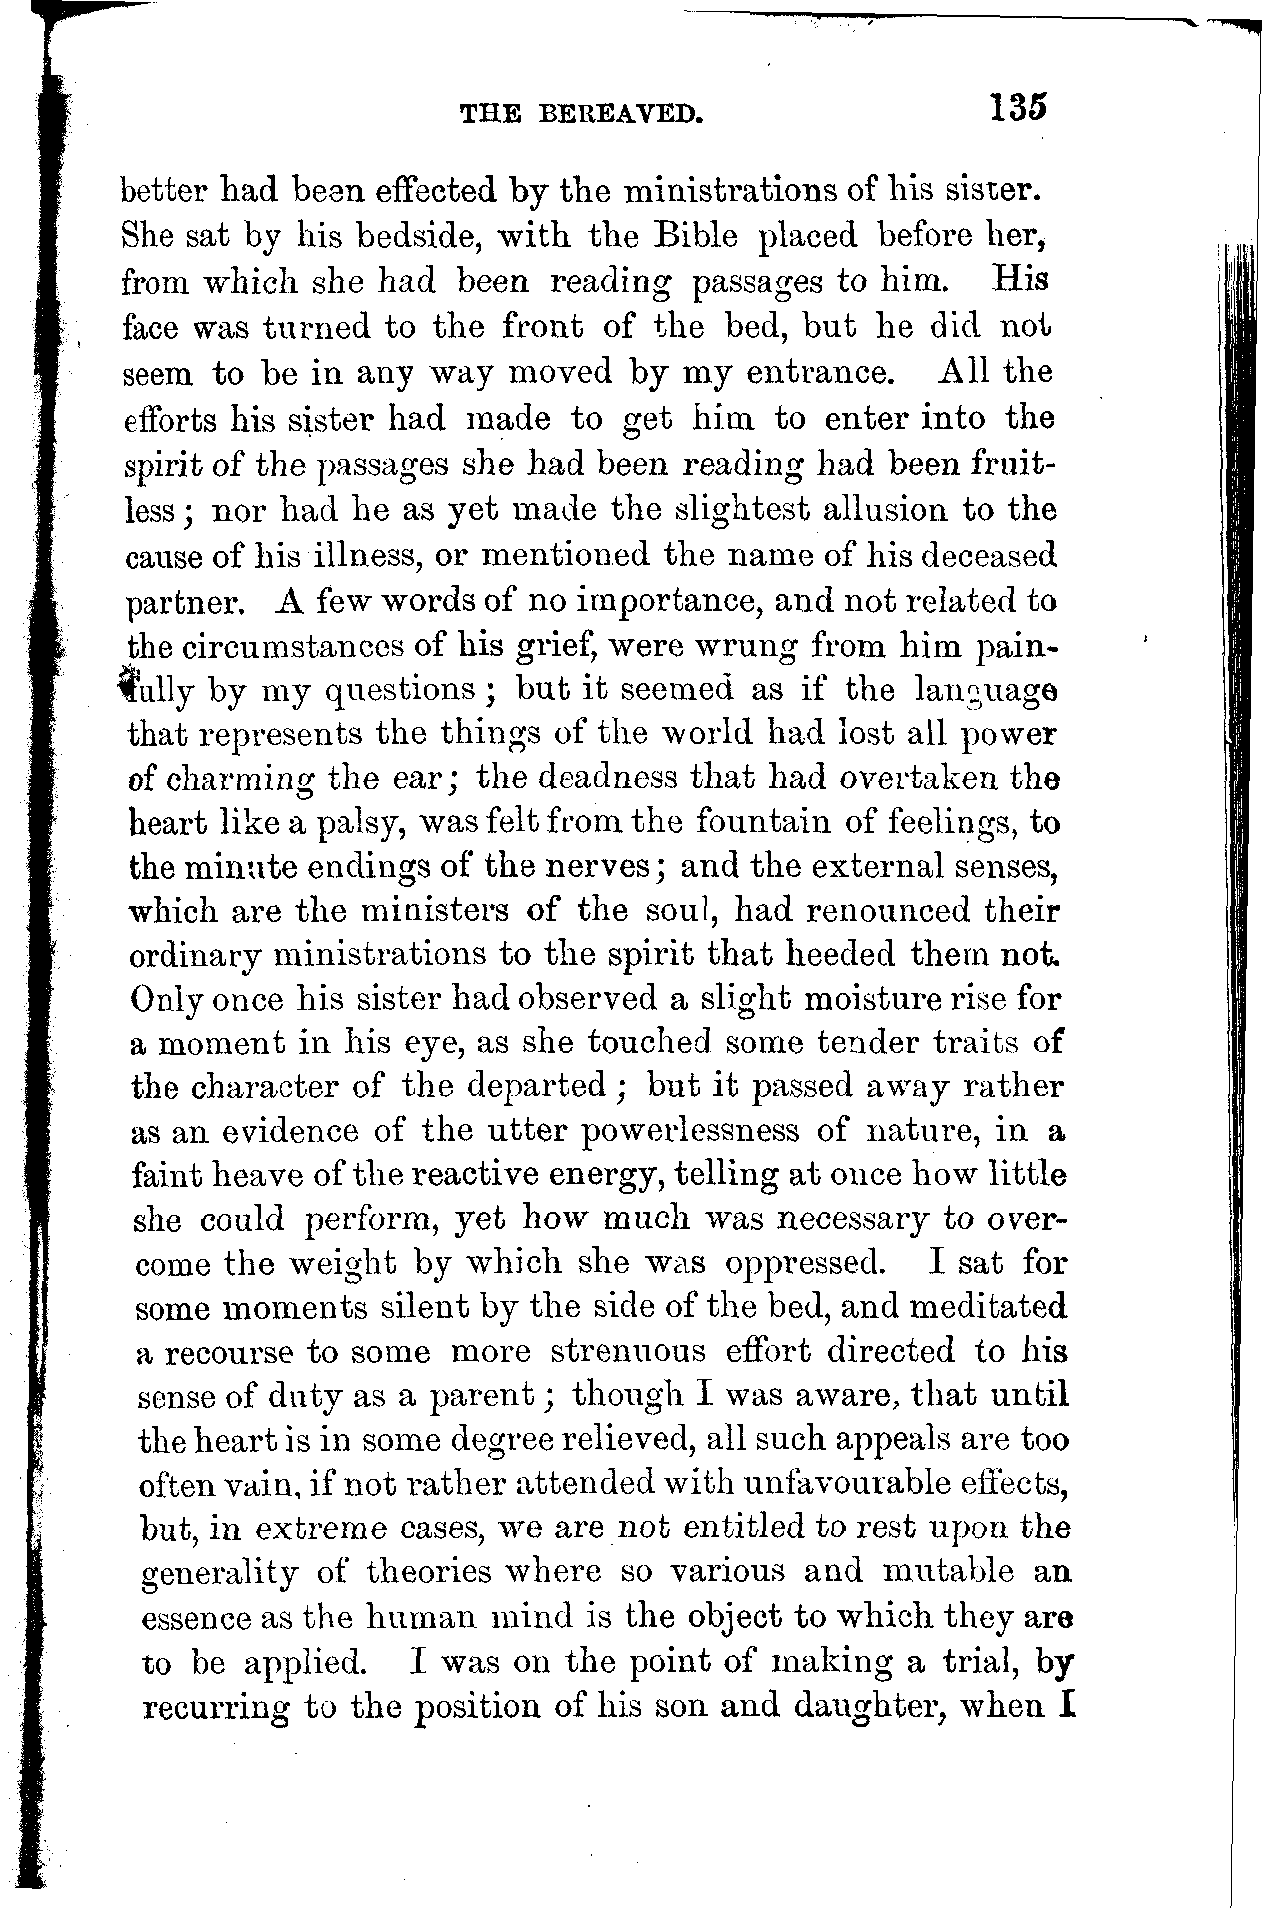 THE BEREAVED. 135
better had been effected by the ministrations of his sister.
She sat by his bedside, with the Bible placed before her,
from which she had been reading passages to him. His
face was turned to the front of the bed, but he did not
seem to be in any way moved by my entrance. All the
efforts his sister had made to get him to enter into the
spirit of the passages she had been reading had been fruit-
less; nor had he as yet made the slightest allusion to the
cause of his illness, or mentioned the name of his deceased
partner. A few words of no importance, and not related to
the circumstances of his grief, were wrung from him pain-
fully by my questions; but it seemed as if the language
that represents the things of the world had lost all power
of charming the ear; the deadness that had overtaken the
heart like a palsy, was felt from the fountain of feelings, to
the minute endings of the nerves; and the external senses,
which are the ministers of the soul, had renounced their
ordinary ministrations to the spirit that heeded them not.
Only once his sister had observed a slight moisture rise for
a moment in his eye, as she touched some tender traits of
the character of the departed; but it passed away rather
as an evidence of the utter powerlessness of nature, in a
faint heave of the reactive energy, telling at once how little
she could perform, yet how much was necessary to over-
come the weight by which she was oppressed. I sat for
some moments silent by the side of the bed, and meditated
a recourse to some more strenuous effort directed to his
sense of duty as a parent; though I was aware, that until
the heart is in some degree relieved, all such appeals are too
often vain, if not rather attended with unfavourable effects,
but, in extreme cases, we are not entitled to rest upon the
generality of theories where so various and mutable an
essence as the human mind is the object to which they are
to be applied. I was on the point of making a trial, by
recurring to the position of his son and daughter, when I